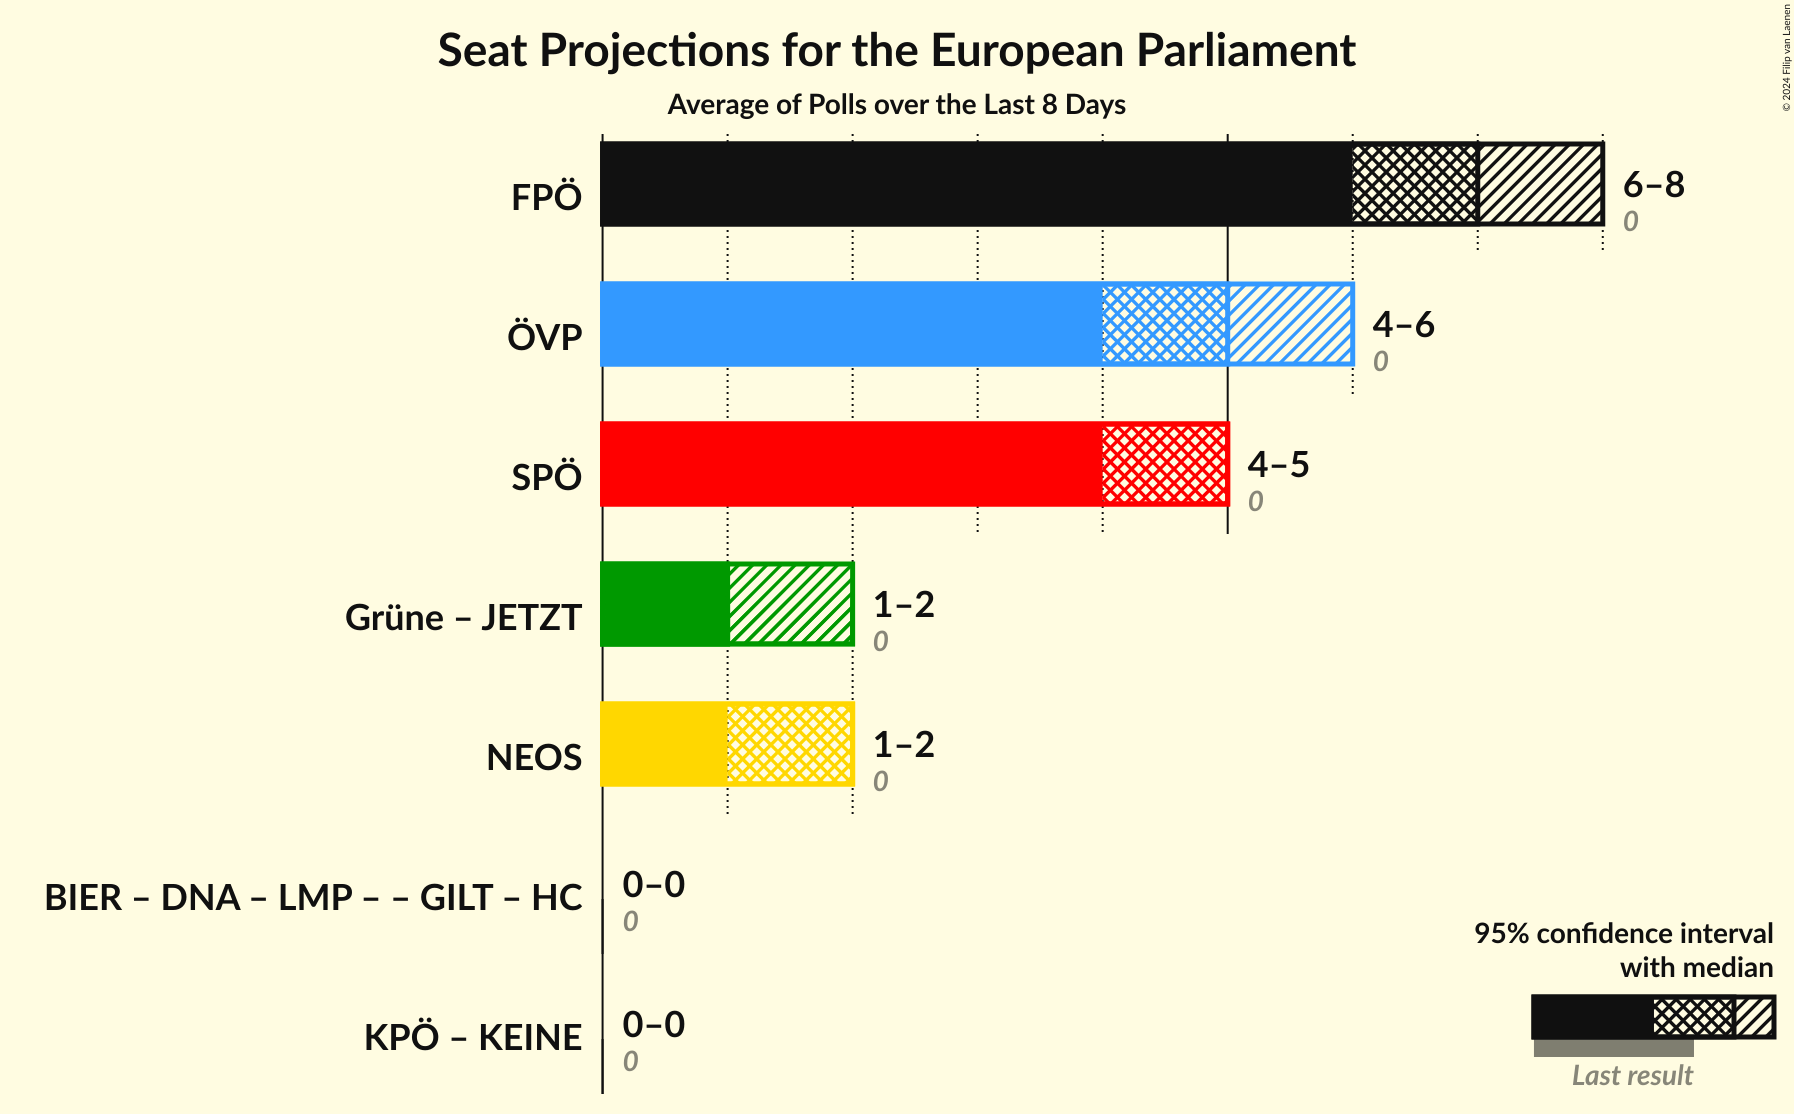 Seat Projections for the European Parliament
Average of Polls over the Last 8 Days
© 2024 Filip van Laenen
FPÖ
6–8
0
ÖVP
4–6
0
SPÖ
4–5
0
Grüne – JETZT
1–2
0
NEOS
1–2
0
BIER – DNA – LMP – – GILT – HC
0–0
0
KPÖ – KEINE
0–0
0
95% confidence interval
with median
Last result